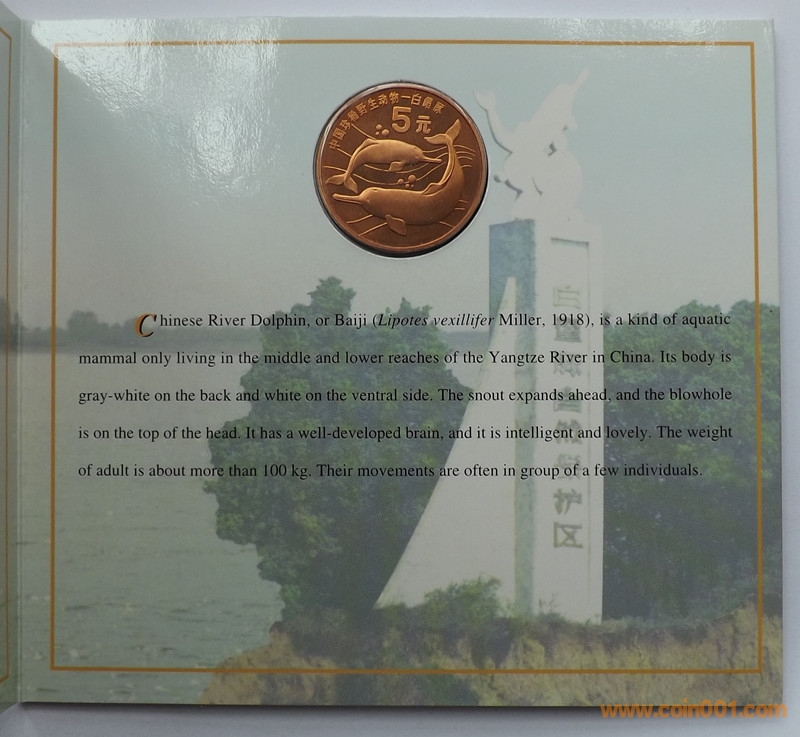 中国珍稀野生动物—白鱀豚
5元
Chinese River Dolphin, or Baiji (Lipotes vexillifer Miller, 1918), is a kind of aquatic
mammal only living in the middle and lower reaches of the Yangtze River in China. Its body is
gray-white on the back and white on the ventral side. The snout expands ahead, and the blowhole
is on the top of the head. It has a well-developed brain, and it is intelligent and lovely. The weight
of adult is about more than 100 kg. Their movements are often in group of a few individuals.
保护区
www.coin001.com